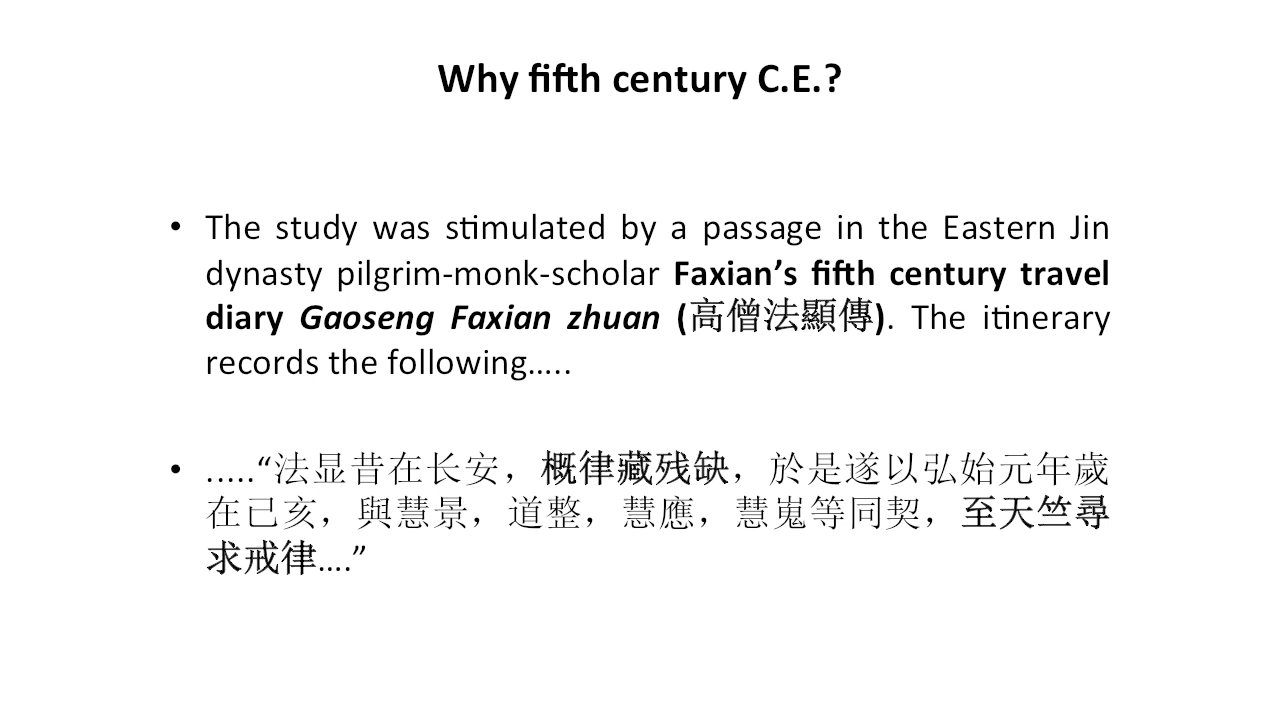 Why fifth century C.E.?
• The study was stimulated by a passage in the Eastern Jin
dynasty pilgrim-monk-scholar Faxian’s fifth century travel
diary Gaoseng Faxian zhuan (高僧法顯傳). The itinerary
records the following…..
• .....“法显昔在长安，概律藏残缺，於是遂以弘始元年歲
在己亥，與慧景，道整，慧應，慧嵬等同契，至天竺尋
求戒律….”